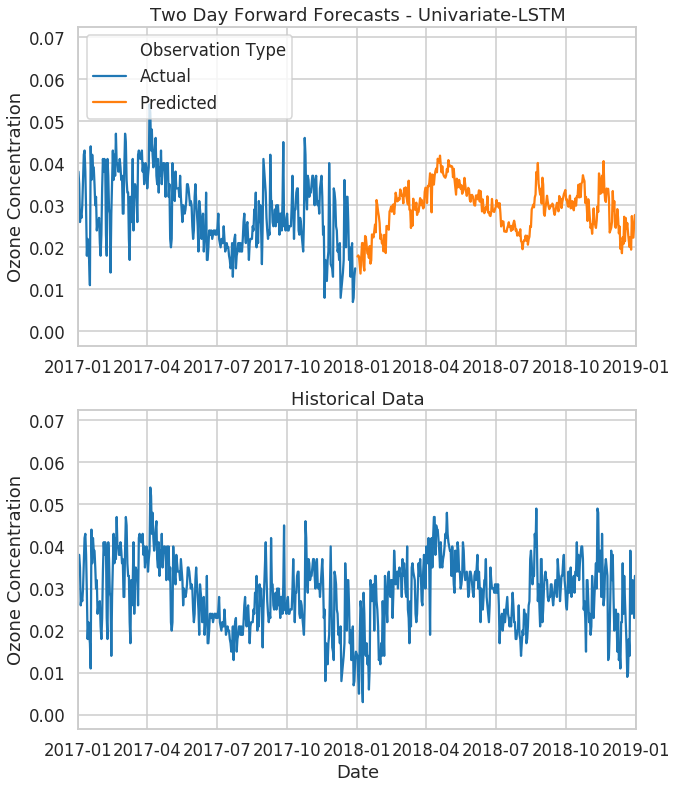 Two Day Forward Forecasts - Univariate-LSTM
Ozone Concentration
0.07
0.06
0.05
0.04
0.03
0.02
0.01
0.00
Observation Type
Actual
Predicted
2017-01 2017-04 2017-07 2017-10 2018-01 2018-04 2018-07 2018-10 2019-01
Historical Data
Ozone Concentration
0.07
0.06
0.05
0.04
0.03
0.02
0.01
0.00
2017-01 2017-04 2017-07 2017-10 2018-01 2018-04 2018-07 2018-10 2019-01
Date